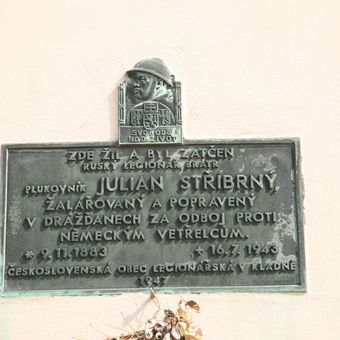 SVOBODA
NAD ŽIVOT
ZDE ŽIL A BYL ZATČEN
RUSKÝ LEGIONÁŘ BRATR
PLUKOVNÍK JULIAN STŘÍBRNÝ,
ŽALÁŘOVANÝ A POPRAVENÝ
V DRÁŽĎANECH ZA ODBOJ PROTI
NĚMECKÝM VETŘELCŮM.
* 9.11.1883 + 16.7.1943
ČESKOSLOVENSKÁ OBEC LEGIONÁŘSKÁ V KLADNĚ
1947